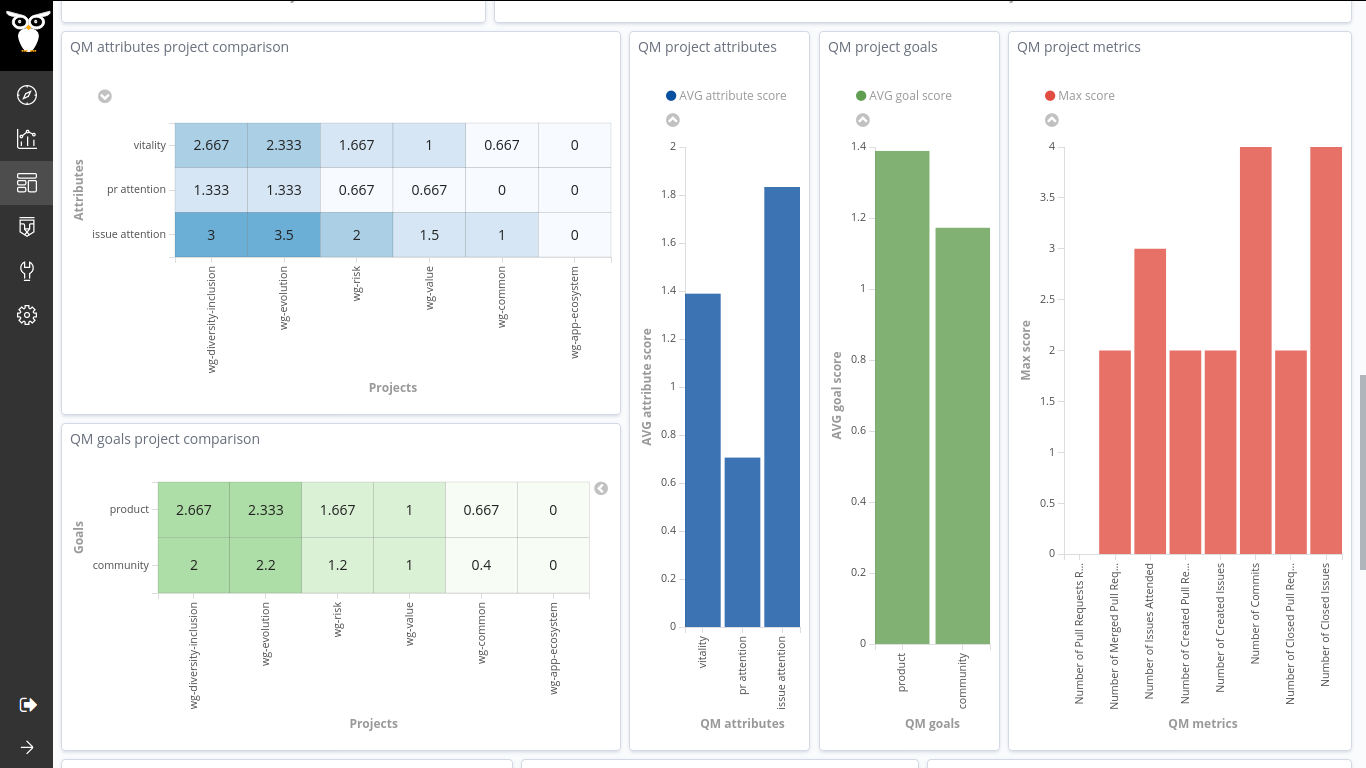 QM attributes project comparison
Attributes
vitality 2.667 2.333 1.667 1 0.667 0
pr attention 1.333 1.333 0.667 0.667 0 0
issue attention 3 3.5 2 1.5 1 0
wg-diversity-inclusion wg-evolution wg-risk wg-value wg-common wg-app-ecosystem
Projects
QM goals project comparison
Goals
product 2.667 2.333 1.667 1 0.667 0
community 2 2.2 1.2 1 0.4 0
wg-diversity-inclusion wg-evolution wg-risk wg-value wg-common wg-app-ecosystem
Projects
QM project attributes
AVG attribute score
AVG attribute score
2
1.8
1.6
1.4
1.2
1
0.8
0.6
0.4
0.2
0
vitality pr attention issue attention
QM attributes
QM project goals
AVG goal score
AVG goal score
1.4
1.2
1
0.8
0.6
0.4
0.2
0
product community
QM goals
QM project metrics
Max score
Max score
4
3.5
3
2.5
2
1.5
1
0.5
0
Number of Pull Requests R...
Number of Merged Pull Req...
Number of Issues Attended
Number of Created Pull Re...
Number of Created Issues
Number of Commits
Number of Closed Pull Req...
Number of Closed Issues
QM metrics